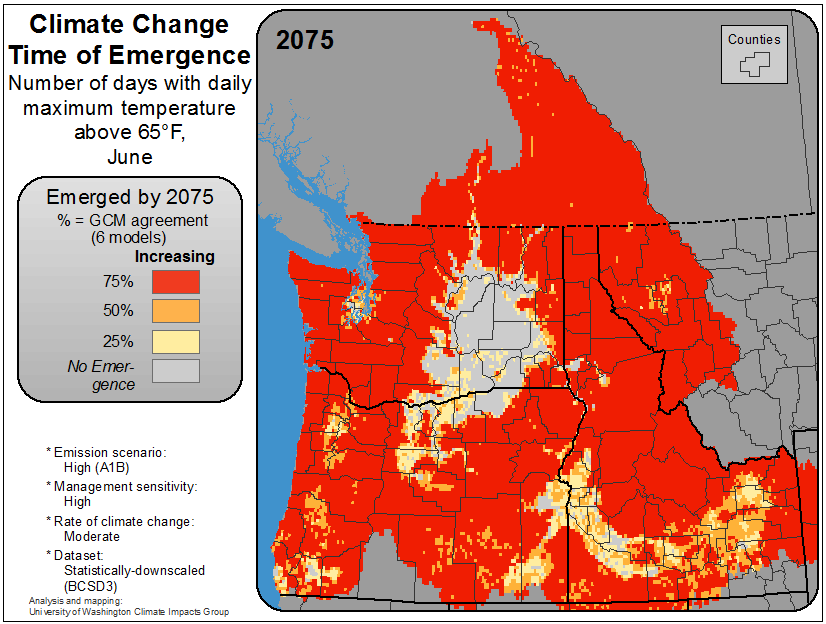 Climate Change
Time of Emergence
Number of days with daily
maximum temperature
above 65°F,
June
Emerged by 2075
% = GCM agreement
(6 models)
Increasing
75%
50%
25%
No Emer-
gence
* Emission scenario:
High (A1B)
* Management sensitivity:
High
* Rate of climate change:
Moderate
* Dataset:
Statistically-downscaled
(BCSD3)
Analysis and mapping:
University of Washington Climate Impacts Group
2075
Counties